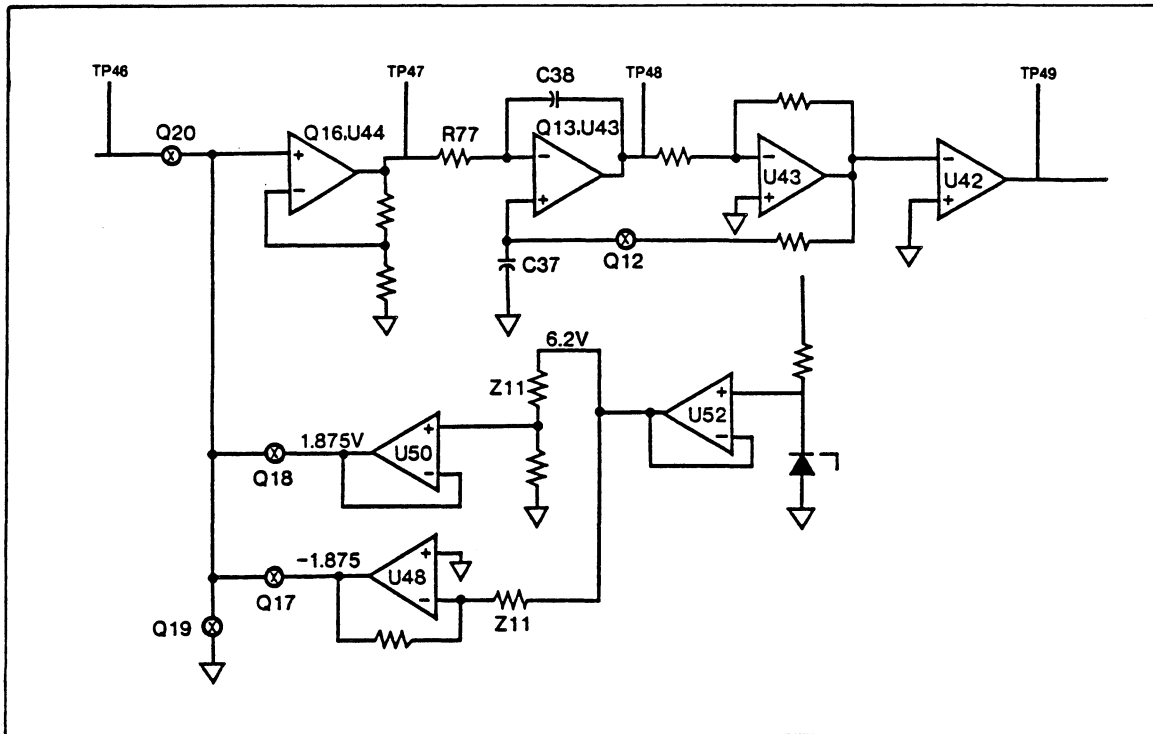 TP46
TP47
C38
TP48
TP49
Q20
Q16,U44
R77
Q13,U43
+
−
−
+
−
U43
+
−
U42
+
C37
Q12
6.2V
Z11
+
U52
−
1.875V
+
U50
−
Q18
−1.875
+
U48
−
Q17
Z11
Q19